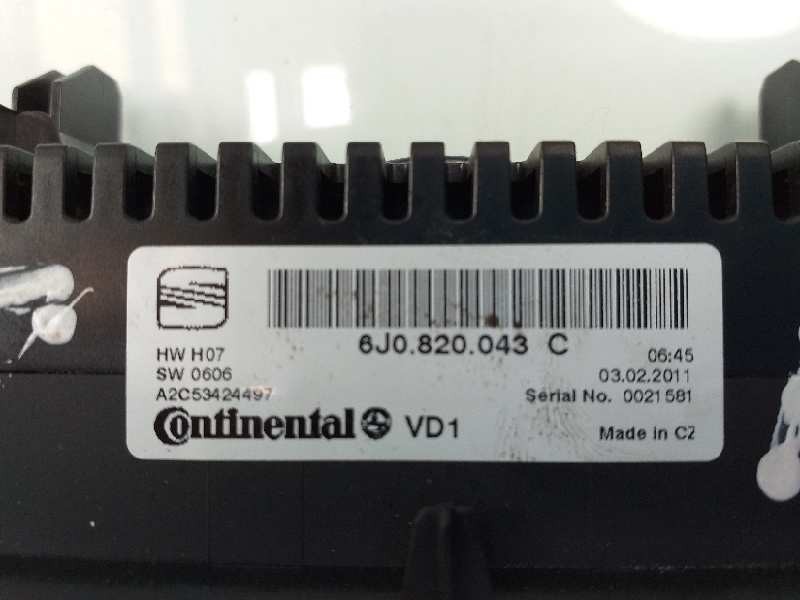 6J0.820.043 C
HW H07
06:45
SW 0606
03.02.2011
A2C53424497
Serial No. 0021581
Continental VD1
Made in CZ